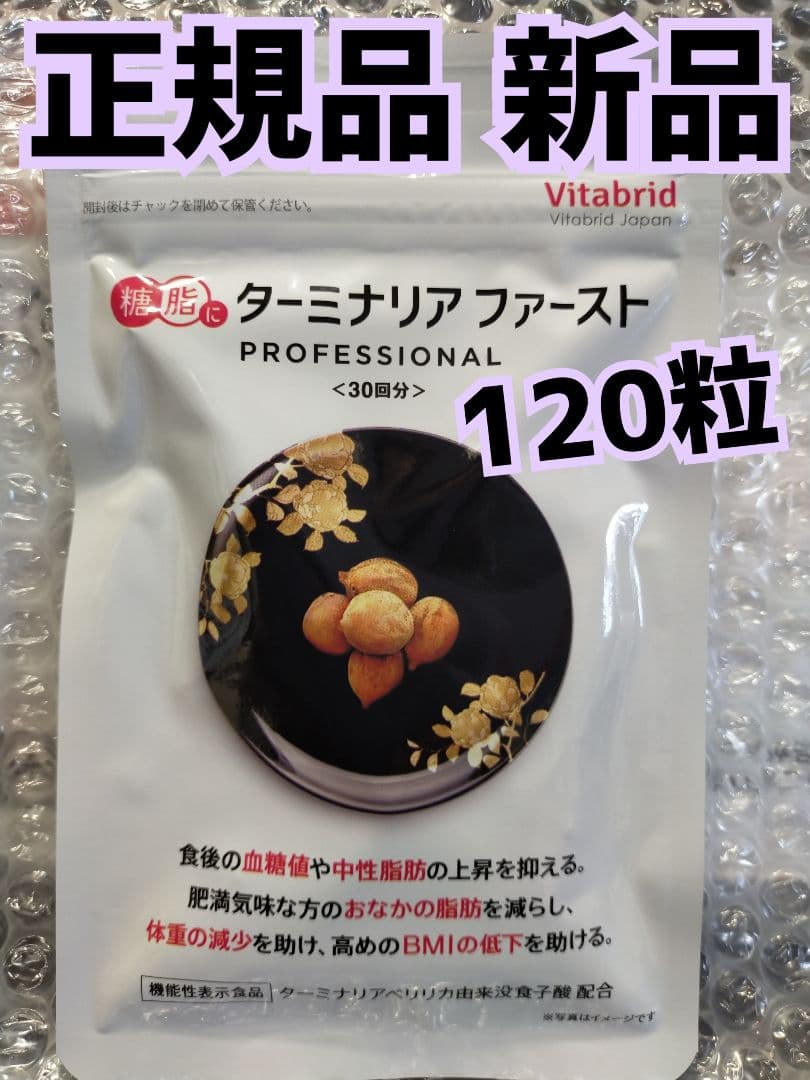 正規品 新品
開封後はチャックを閉めて保管ください。
Vitabrid
Vitabrid Japan
糖脂に ターミナリア ファースト
PROFESSIONAL
＜30回分＞
120粒
食後の血糖値や中性脂肪の上昇を抑える。
肥満気味な方のおなかの脂肪を減らし、
体重の減少を助け、高めのBMIの低下を助ける。
機能性表示食品 ターミナリアベリリカ由来没食子酸 配合
※写真はイメージです